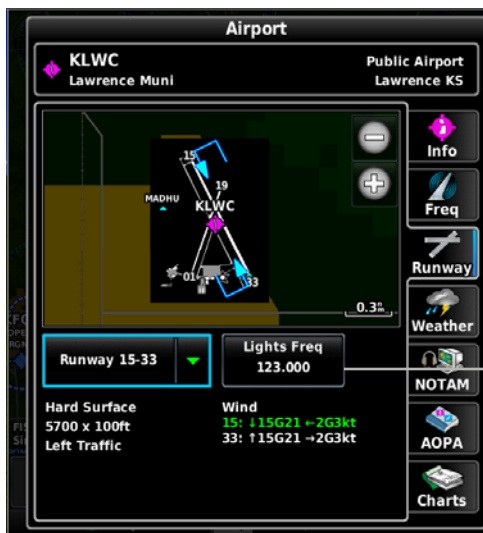 Airport
KLWC
Lawrence Muni
Public Airport
Lawrence KS
15
19
MADHU
KLWC
01
33
0.3nm
Info
Freq
Runway
Weather
NOTAM
AOPA
Charts
Runway 15-33
Lights Freq
123.000
Hard Surface
5700 x 100ft
Left Traffic
Wind
15: ↓15G21 ←2G3kt
33: ↑15G21 →2G3kt